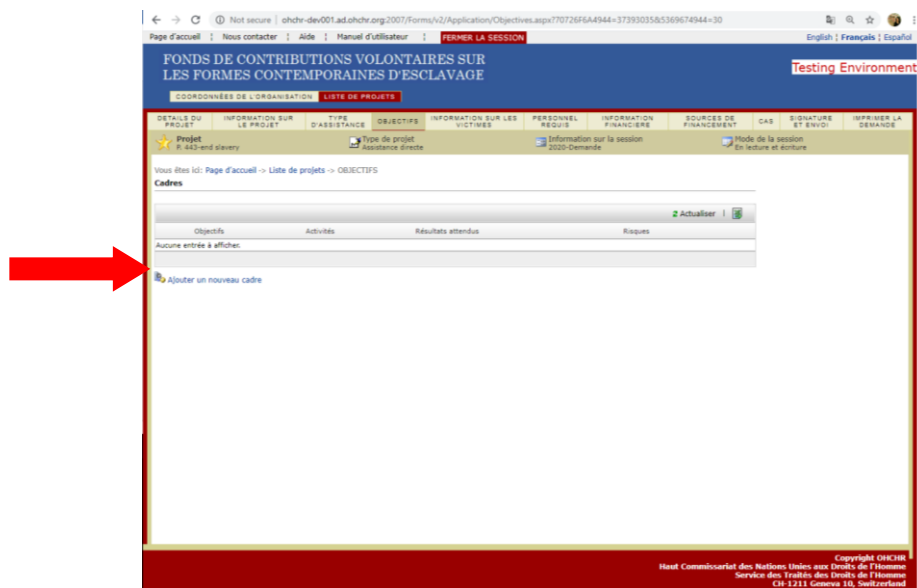 Not secure | ohchr-dev001.ad.ohchr.org:2007/Forms/v2/Application/Objectives.aspx?70726F6A4944=37393035&5369674944=30
Page d'accueil ¦ Nous contacter ¦ Aide ¦ Manuel d'utilisateur ¦ FERMER LA SESSION English ¦ Français ¦ Español
FONDS DE CONTRIBUTIONS VOLONTAIRES SUR
LES FORMES CONTEMPORAINES D'ESCLAVAGE
Testing Environment
COORDONNÉES DE L'ORGANISATION LISTE DE PROJETS
DETAILS DU PROJET INFORMATION SUR LE PROJET TYPE D'ASSISTANCE OBJECTIFS INFORMATION SUR LES VICTIMES PERSONNEL REQUIS INFORMATION FINANCIERE SOURCES DE FINANCEMENT CAS SIGNATURE ET ENVOI IMPRIMER LA DEMANDE
Projet Type de projet Information sur la session Mode de la session
P. 443-end slavery Assistance directe 2020-Demande En lecture et écriture
Vous êtes ici: Page d'accueil -> Liste de projets -> OBJECTIFS
Cadres
2 Actualiser |
Objectifs Activités Résultats attendus Risques
Aucune entrée à afficher.
Ajouter un nouveau cadre
Copyright OHCHR
Haut Commissariat des Nations Unies aux Droits de l'Homme
Service des Traités des Droits de l'Homme
CH-1211 Geneva 10, Switzerland